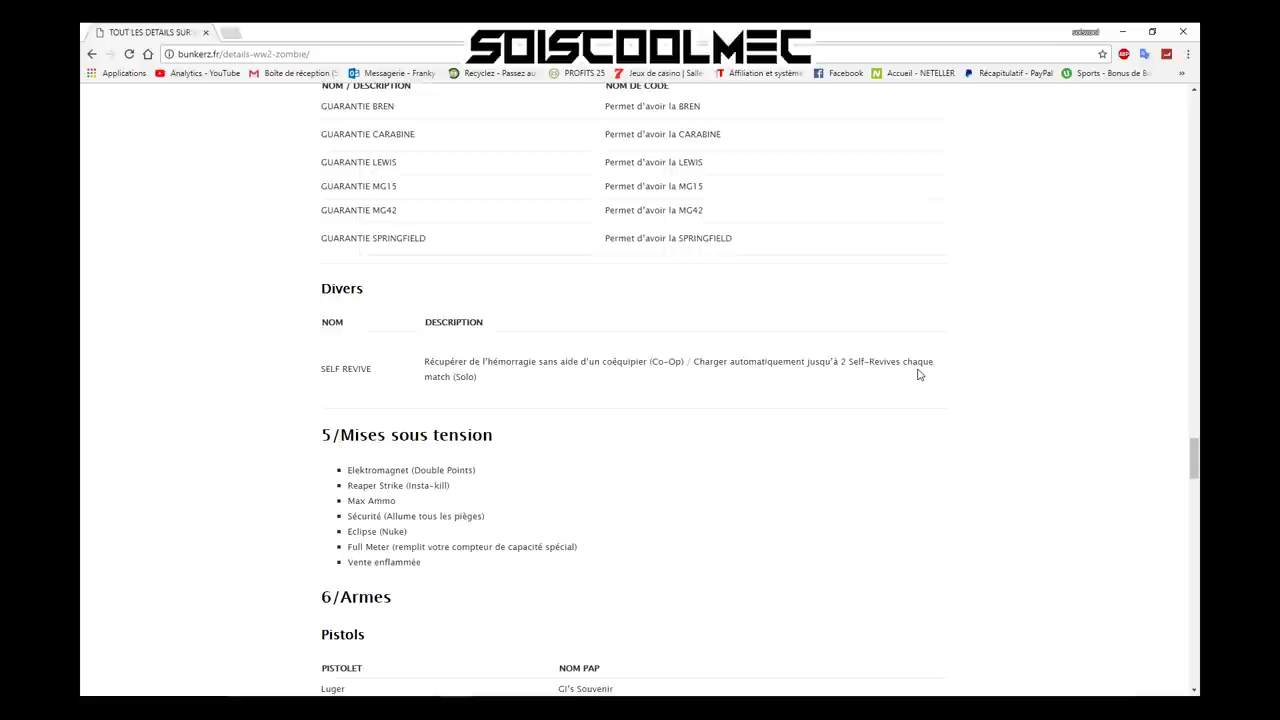 SOISCOOLMEC
TOUT LES DETAILS SUR
soiscool
bunkerz.fr/details-ww2-zombie/
Applications Analytics - YouTube Boîte de réception (5 Messagerie - Franky Recyclez - Passez au PROFITS 25 Jeux de casino | Salle Affiliation et système Facebook Accueil - NETELLER Récapitulatif - PayPal Sports - Bonus de B
NOM / DESCRIPTION NOM DE CODE
GUARANTIE BREN Permet d'avoir la BREN
GUARANTIE CARABINE Permet d'avoir la CARABINE
GUARANTIE LEWIS Permet d'avoir la LEWIS
GUARANTIE MG15 Permet d'avoir la MG15
GUARANTIE MG42 Permet d'avoir la MG42
GUARANTIE SPRINGFIELD Permet d'avoir la SPRINGFIELD
Divers
NOM DESCRIPTION
SELF REVIVE Récupérer de l'hémorragie sans aide d'un coéquipier (Co-Op) / Charger automatiquement jusqu'à 2 Self-Revives chaque
match (Solo)
5/Mises sous tension
Elektromagnet (Double Points)
Reaper Strike (Insta-kill)
Max Ammo
Sécurité (Allume tous les pièges)
Eclipse (Nuke)
Full Meter (remplit votre compteur de capacité spécial)
Vente enflammée
6/Armes
Pistols
PISTOLET NOM PAP
Luger GI's Souvenir